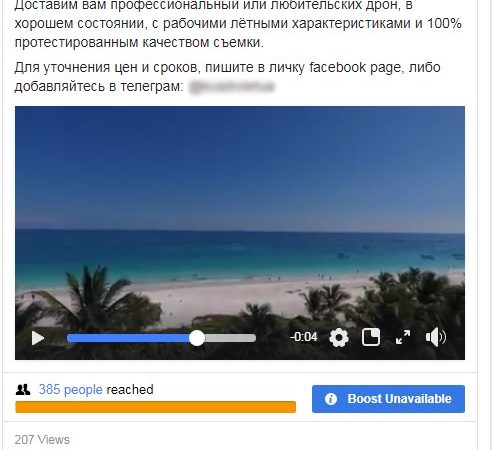 Доставим вам профессиональный или любительских дрон, в
хорошем состоянии, с рабочими лётными характеристиками и 100%
протестированным качеством съемки.
Для уточнения цен и сроков, пишите в личку facebook page, либо
добавляйтесь в телеграм:
-0:04
385 people reached
Boost Unavailable
207 Views